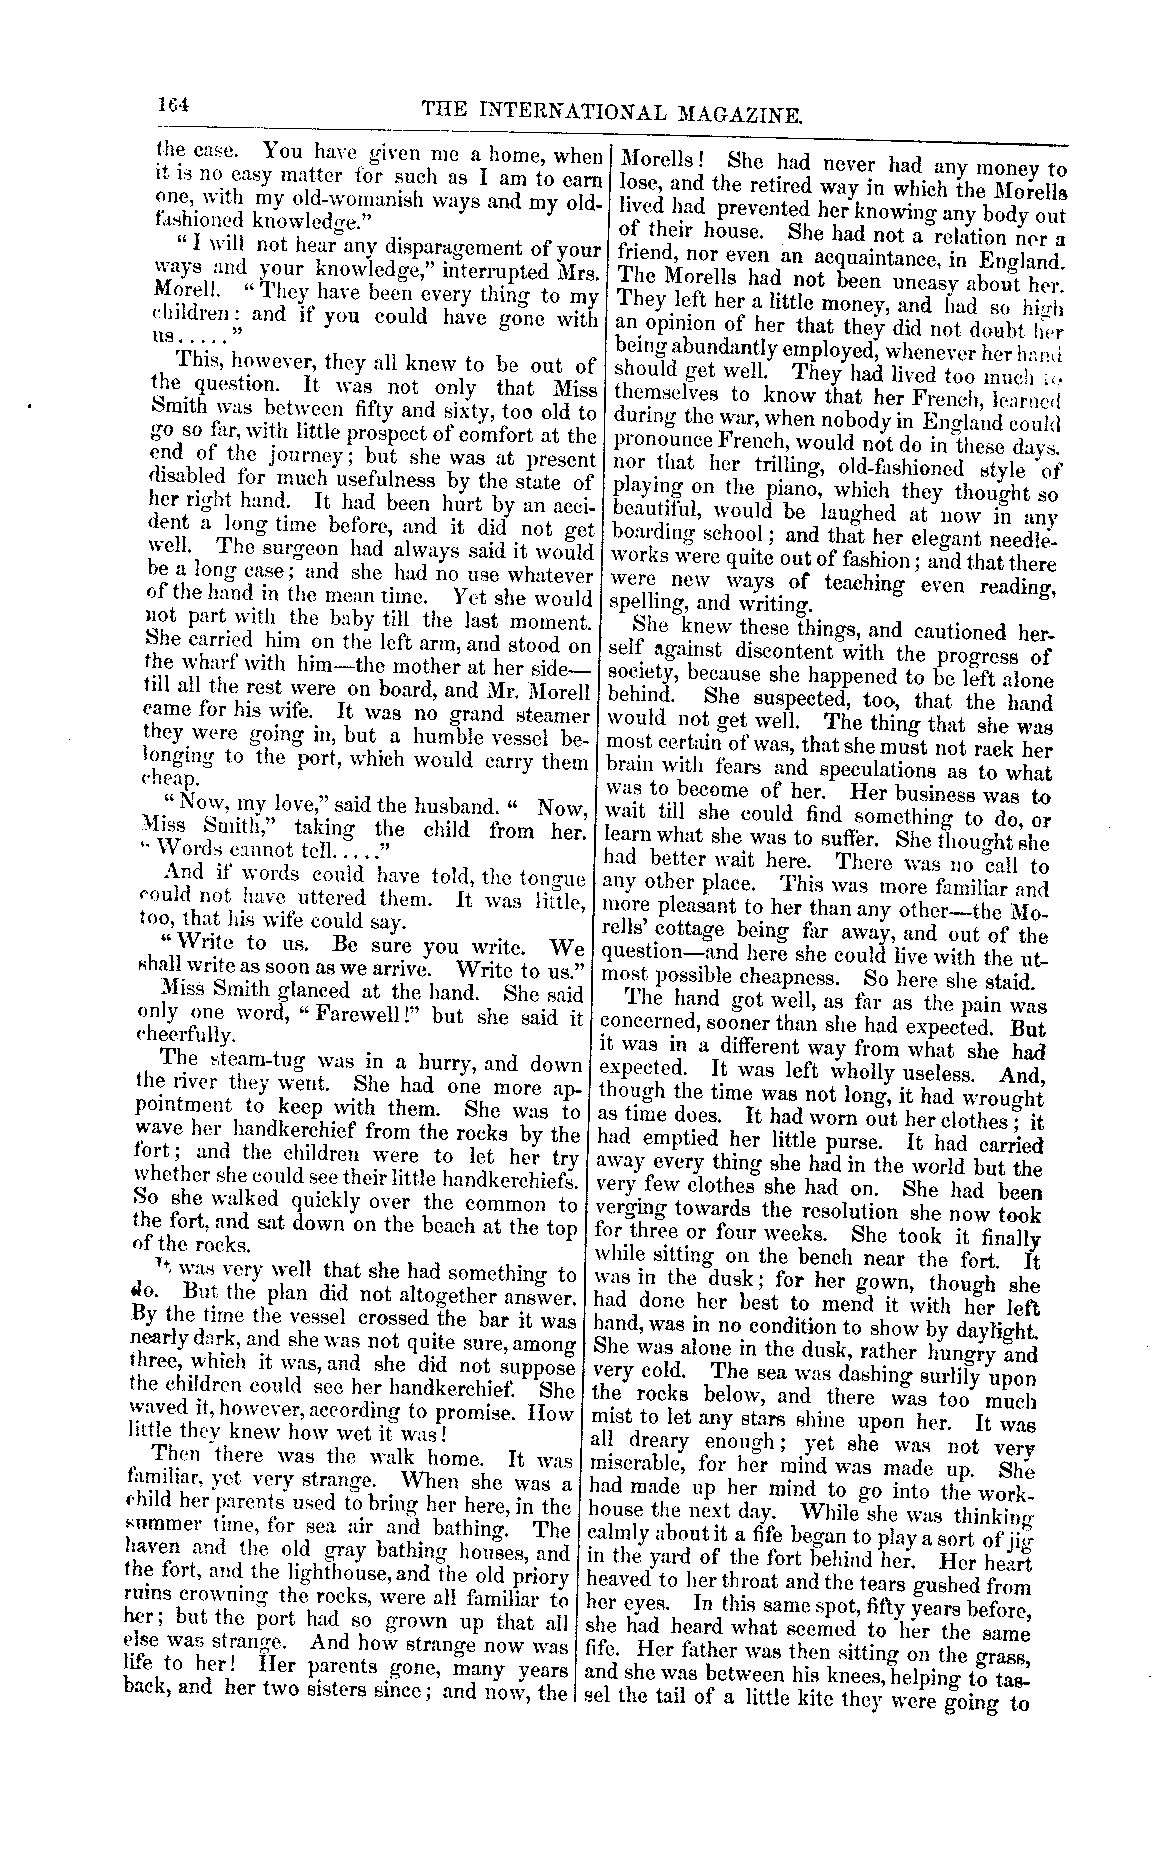 164
THE INTERNATIONAL MAGAZINE.
the case. You have given me a home, when
it is no easy matter for such as I am to earn
one, with my old-womanish ways and my old-
fashioned knowledge."
"I will not hear any disparagement of your
ways and your knowledge," interrupted Mrs.
Morell. "They have been every thing to my
children: and if you could have gone with
us....."
This, however, they all knew to be out of
the question. It was not only that Miss
Smith was between fifty and sixty, too old to
go so far, with little prospect of comfort at the
end of the journey; but she was at present
disabled for much usefulness by the state of
her right hand. It had been hurt by an acci-
dent a long time before, and it did not get
well. The surgeon had always said it would
be a long case; and she had no use whatever
of the hand in the mean time. Yet she would
not part with the baby till the last moment.
She carried him on the left arm, and stood on
the wharf with him—the mother at her side—
till all the rest were on board, and Mr. Morell
came for his wife. It was no grand steamer
they were going in, but a humble vessel be-
longing to the port, which would carry them
cheap.
"Now, my love," said the husband. " Now,
Miss Smith," taking the child from her.
"Words cannot tell....."
And if words could have told, the tongue
could not have uttered them. It was little,
too, that his wife could say.
"Write to us. Be sure you write. We
shall write as soon as we arrive. Write to us."
Miss Smith glanced at the hand. She said
only one word, "Farewell!" but she said it
cheerfully.
The steam-tug was in a hurry, and down
the river they went. She had one more ap-
pointment to keep with them. She was to
wave her handkerchief from the rocks by the
fort; and the children were to let her try
whether she could see their little handkerchiefs.
So she walked quickly over the common to
the fort, and sat down on the beach at the top
of the rocks.
It was very well that she had something to
do. But the plan did not altogether answer.
By the time the vessel crossed the bar it was
nearly dark, and she was not quite sure, among
three, which it was, and she did not suppose
the children could see her handkerchief. She
waved it, however, according to promise. How
little they knew how wet it was!
Then there was the walk home. It was
familiar, yet very strange. When she was a
child her parents used to bring her here, in the
summer time, for sea air and bathing. The
haven and the old gray bathing houses, and
the fort, and the lighthouse, and the old priory
ruins crowning the rocks, were all familiar to
her; but the port had so grown up that all
else was strange. And how strange now was
life to her! Her parents gone, many years
back, and her two sisters since; and now, the
Morells! She had never had any money to
lose, and the retired way in which the Morells
lived had prevented her knowing any body out
of their house. She had not a relation nor a
friend, nor even an acquaintance, in England.
The Morells had not been uneasy about her.
They left her a little money, and had so high
an opinion of her that they did not doubt her
being abundantly employed, whenever her hand
should get well. They had lived too much to
themselves to know that her French, learned
during the war, when nobody in England could
pronounce French, would not do in these days.
nor that her trilling, old-fashioned style of
playing on the piano, which they thought so
beautiful, would be laughed at now in any
boarding school; and that her elegant needle-
works were quite out of fashion; and that there
were new ways of teaching even reading,
spelling, and writing.
She knew these things, and cautioned her-
self against discontent with the progress of
society, because she happened to be left alone
behind. She suspected, too, that the hand
would not get well. The thing that she was
most certain of was, that she must not rack her
brain with fears and speculations as to what
was to become of her. Her business was to
wait till she could find something to do, or
learn what she was to suffer. She thought she
had better wait here. There was no call to
any other place. This was more familiar and
more pleasant to her than any other—the Mo-
rells' cottage being far away, and out of the
question—and here she could live with the ut-
most possible cheapness. So here she staid.
The hand got well, as far as the pain was
concerned, sooner than she had expected. But
it was in a different way from what she had
expected. It was left wholly useless. And,
though the time was not long, it had wrought
as time does. It had worn out her clothes; it
had emptied her little purse. It had carried
away every thing she had in the world but the
very few clothes she had on. She had been
verging towards the resolution she now took
for three or four weeks. She took it finally
while sitting on the bench near the fort. It
was in the dusk; for her gown, though she
had done her best to mend it with her left
hand, was in no condition to show by daylight.
She was alone in the dusk, rather hungry and
very cold. The sea was dashing surlily upon
the rocks below, and there was too much
mist to let any stars shine upon her. It was
all dreary enough; yet she was not very
miserable, for her mind was made up. She
had made up her mind to go into the work-
house the next day. While she was thinking
calmly about it a fife began to play a sort of jig
in the yard of the fort behind her. Her heart
heaved to her throat and the tears gushed from
her eyes. In this same spot, fifty years before,
she had heard what seemed to her the same
fife. Her father was then sitting on the grass,
and she was between his knees, helping to tas-
sel the tail of a little kite they were going to